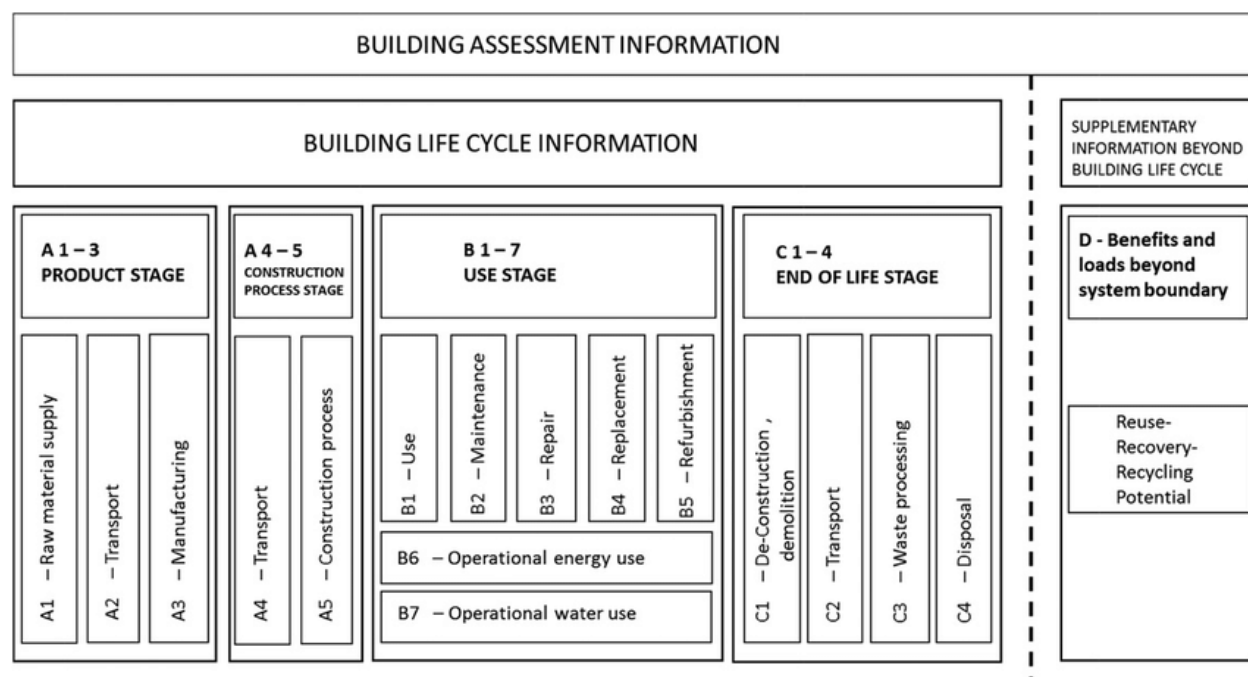 BUILDING ASSESSMENT INFORMATION
BUILDING LIFE CYCLE INFORMATION
SUPPLEMENTARY
INFORMATION BEYOND
BUILDING LIFE CYCLE
A 1 – 3
PRODUCT STAGE
A1 – Raw material supply
A2 – Transport
A3 – Manufacturing
A 4 – 5
CONSTRUCTION
PROCESS STAGE
A4 – Transport
A5 – Construction process
B 1 – 7
USE STAGE
B1 – Use
B2 – Maintenance
B3 – Repair
B4 – Replacement
B5 – Refurbishment
B6 – Operational energy use
B7 – Operational water use
C 1 – 4
END OF LIFE STAGE
C1 – De-Construction ,
demolition
C2 – Transport
C3 – Waste processing
C4 – Disposal
D - Benefits and
loads beyond
system boundary
Reuse-
Recovery-
Recycling
Potential